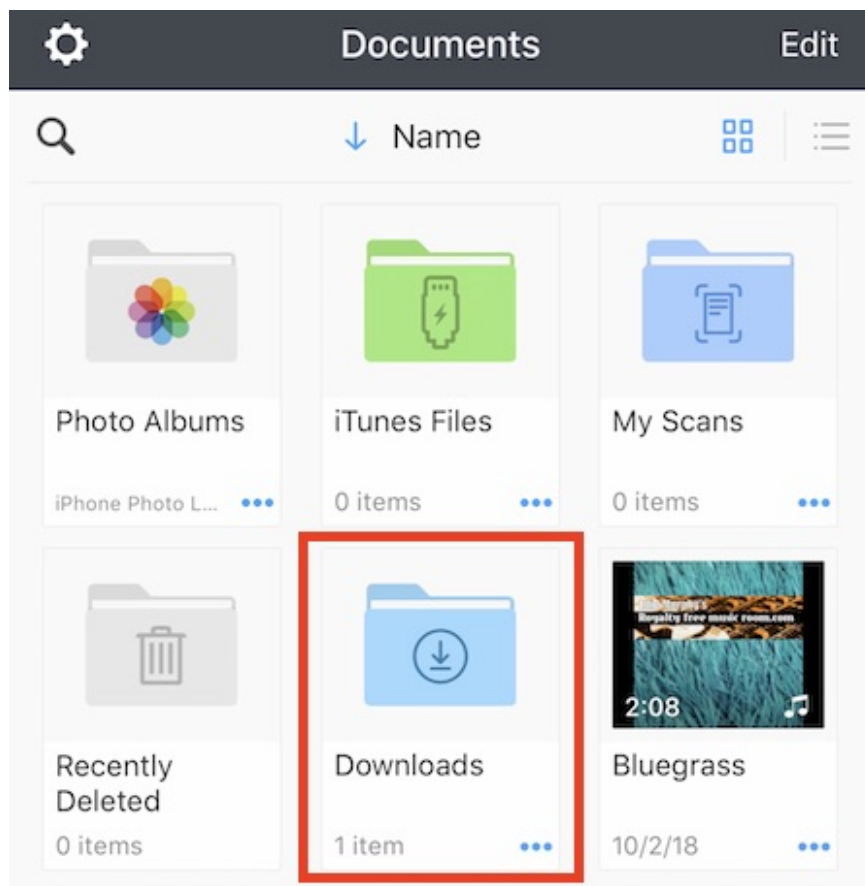 Documents
Edit
Name
Photo Albums
iPhone Photo L...
iTunes Files
0 items
My Scans
0 items
Recently
Deleted
0 items
Downloads
1 item
Royalty free music room.com
2:08
Bluegrass
10/2/18